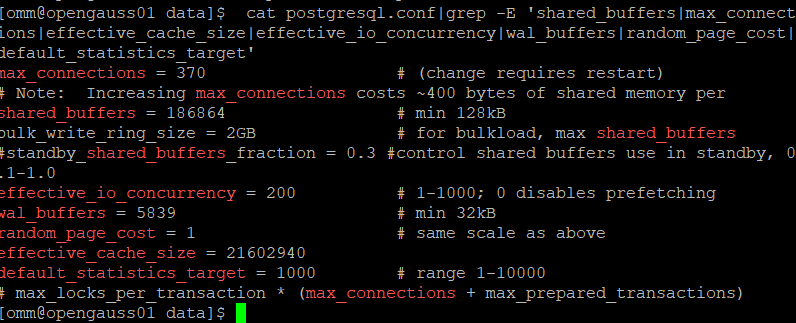 [omm@opengauss01 data]$  cat postgresql.conf|grep -E 'shared_buffers|max_connect
ions|effective_cache_size|effective_io_concurrency|wal_buffers|random_page_cost|
default_statistics_target'
max_connections = 370                   # (change requires restart)
# Note:  Increasing max_connections costs ~400 bytes of shared memory per
shared_buffers = 186864                 # min 128kB
bulk_write_ring_size = 2GB              # for bulkload, max shared_buffers
#standby_shared_buffers_fraction = 0.3 #control shared buffers use in standby, 0
.1-1.0
effective_io_concurrency = 200          # 1-1000; 0 disables prefetching
wal_buffers = 5839                      # min 32kB
random_page_cost = 1                    # same scale as above
effective_cache_size = 21602940
default_statistics_target = 1000        # range 1-10000
# max_locks_per_transaction * (max_connections + max_prepared_transactions)
[omm@opengauss01 data]$